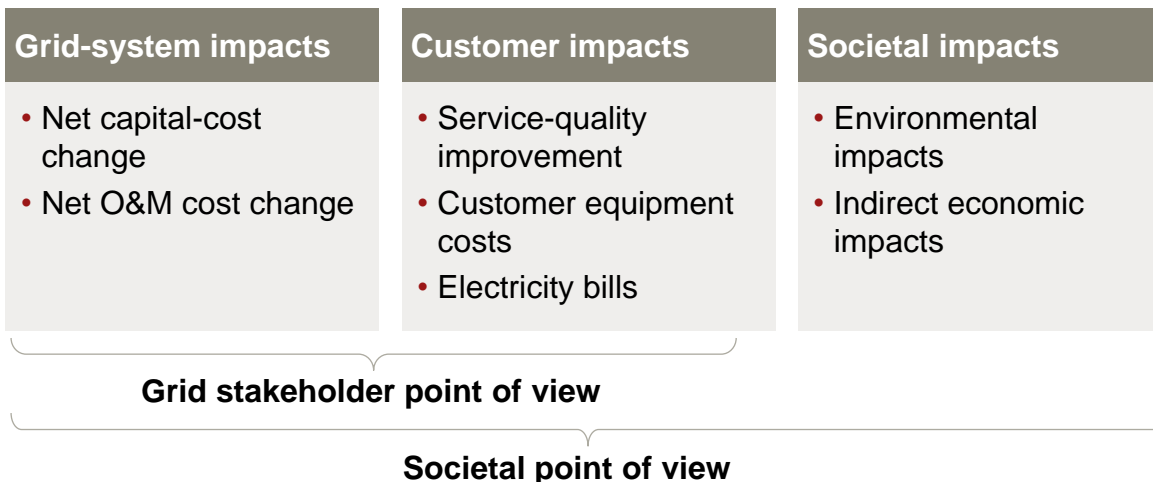 Grid-system impacts
• Net capital-cost
change
• Net O&M cost change
Customer impacts
• Service-quality
improvement
• Customer equipment
costs
• Electricity bills
Societal impacts
• Environmental
impacts
• Indirect economic
impacts
Grid stakeholder point of view
Societal point of view